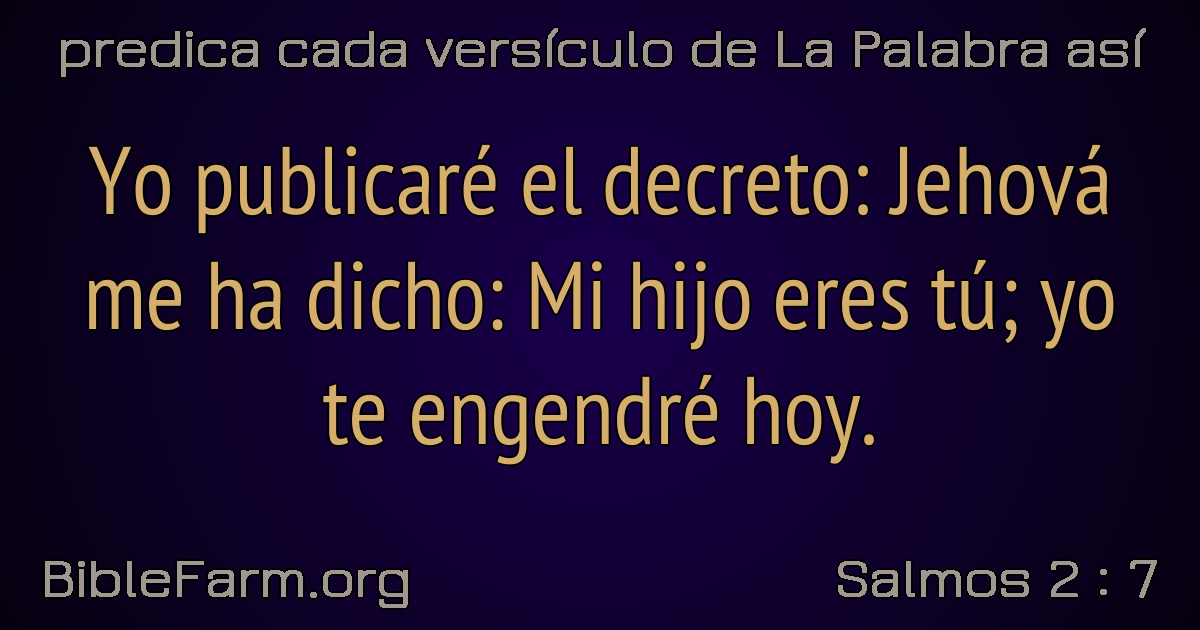 predica cada versículo de La Palabra así
Yo publicaré el decreto: Jehová
me ha dicho: Mi hijo eres tú; yo
te engendré hoy.
BibleFarm.org
Salmos 2 : 7